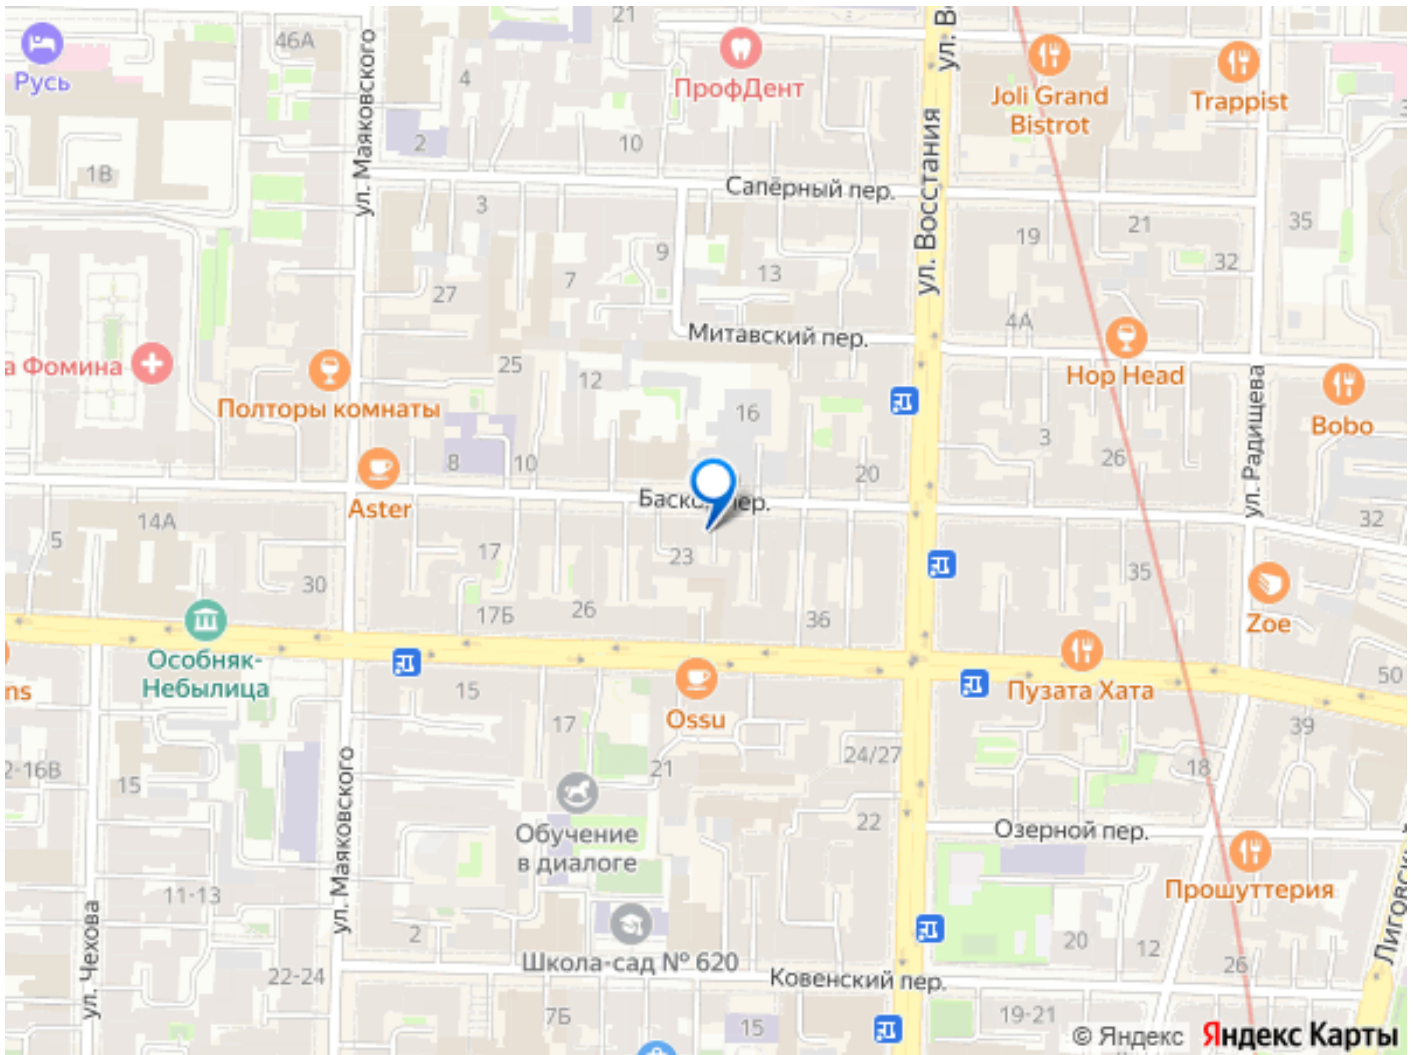 21
46А
Русь
ул. Маяковского
4
ПрофДент
ул. В
Joli Grand
Bistrot
Trappist
2
10
1В
ул. Восстания
Сапёрный пер.
3
9
13
7
27
19
21
32
35
4А
Митавский пер.
а Фомина
Полторы комнаты
25
12
16
Hop Head
ул. Радищева
Bobo
3
26
8
10
20
Aster
Баско
пер.
14А
5
32
17
23
30
35
17Б
26
36
Zoe
Особняк-
Небылица
Пузата Хата
50
ns
15
Ossu
17
39
2-16В
15
21
24/27
18
ул. Маяковского
Обучение
в диалоге
22
Озерной пер.
Прошуттерия
11-13
ул. Чехова
2
20
12
26
Лиговск
Школа-сад № 620
22-24
Ковенский пер.
7Б
15
19-21
© Яндекс Яндекс Карты